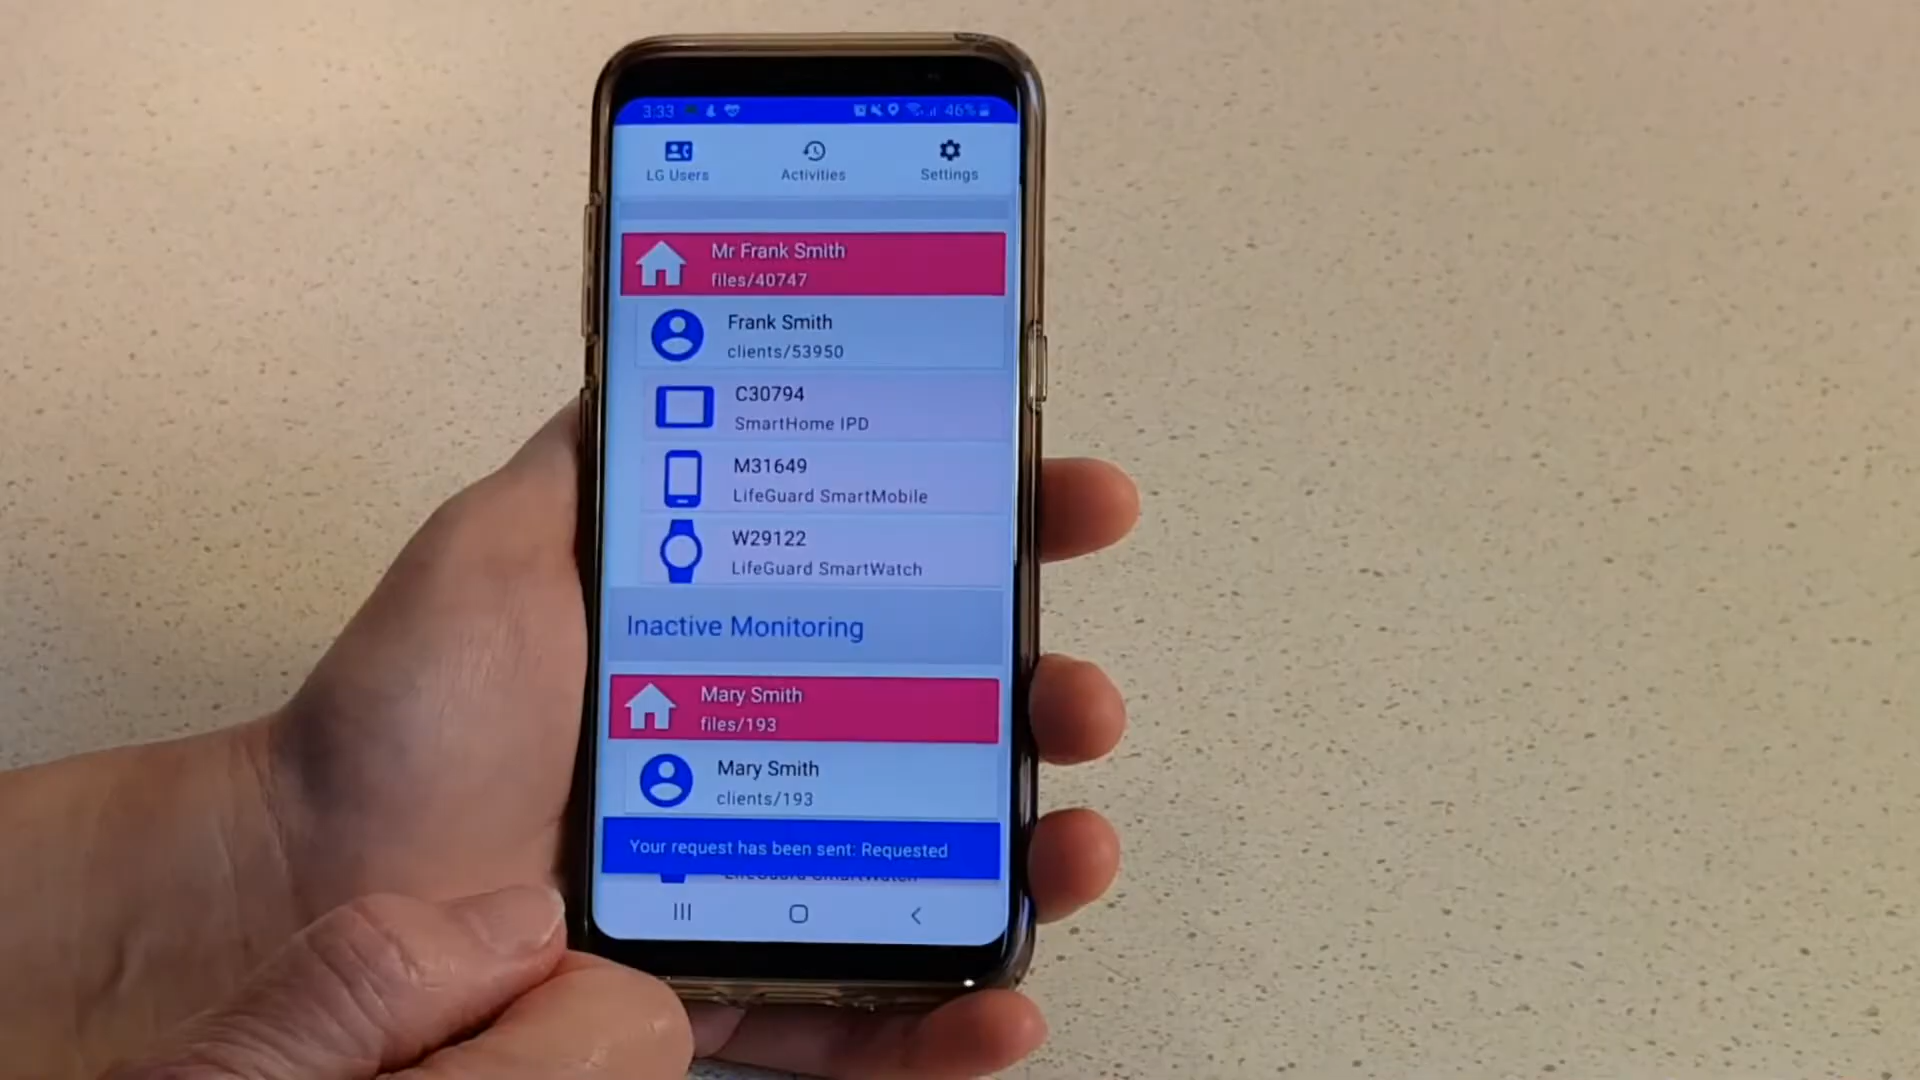 3:33 46%
LG Users Activities Settings
Mr Frank Smith
files/40747
Frank Smith
clients/53950
C30794
SmartHome IPD
M31649
LifeGuard SmartMobile
W29122
LifeGuard SmartWatch
Inactive Monitoring
Mary Smith
files/193
Mary Smith
clients/193
Your request has been sent: Requested
LifeGuard SmartWatch